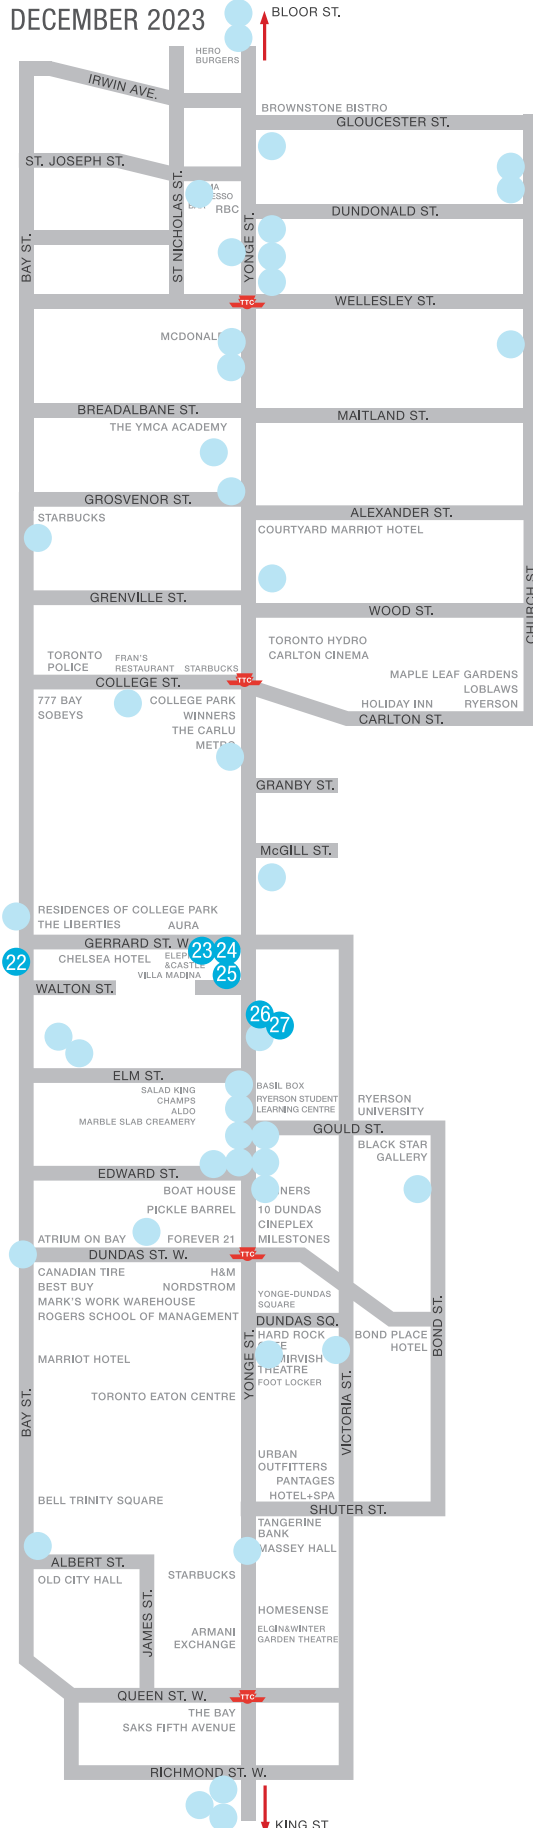 DECEMBER 2023
BLOOR ST.
HERO
BURGERS
IRWIN AVE.
BROWNSTONE BISTRO
GLOUCESTER ST.
ST. JOSEPH ST.
ST NICHOLAS ST.
RBC
DUNDONALD ST.
BAY ST.
YONGE ST.
TTC
WELLESLEY ST.
BREADALBANE ST.
MAITLAND ST.
THE YMCA ACADEMY
GROSVENOR ST.
ALEXANDER ST.
STARBUCKS
COURTYARD MARRIOT HOTEL
CHURCH ST.
GRENVILLE ST.
WOOD ST.
TORONTO HYDRO
CARLTON CINEMA
TORONTO
POLICE
FRAN'S
RESTAURANT
STARBUCKS
TTC
COLLEGE ST.
MAPLE LEAF GARDENS
LOBLAWS
HOLIDAY INN
RYERSON
CARLTON ST.
777 BAY
SOBEYS
COLLEGE PARK
WINNERS
THE CARLU
GRANBY ST.
McGILL ST.
RESIDENCES OF COLLEGE PARK
THE LIBERTIES
AURA
GERRARD ST. W.
22
CHELSEA HOTEL
&CASTLE
VILLA MADINA
23
24
25
WALTON ST.
26
27
ELM ST.
SALAD KING
CHAMPS
ALDO
MARBLE SLAB CREAMERY
BASIL BOX
RYERSON STUDENT
LEARNING CENTRE
RYERSON
UNIVERSITY
GOULD ST.
BLACK STAR
GALLERY
EDWARD ST.
BOAT HOUSE
PICKLE BARREL
10 DUNDAS
CINEPLEX
MILESTONES
ATRIUM ON BAY
FOREVER 21
DUNDAS ST. W.
TTC
CANADIAN TIRE
BEST BUY
MARK'S WORK WAREHOUSE
ROGERS SCHOOL OF MANAGEMENT
H&M
NORDSTROM
YONGE-DUNDAS
SQUARE
DUNDAS SQ.
HARD ROCK
MIRVISH
THEATRE
FOOT LOCKER
BOND PLACE
HOTEL
BOND ST.
MARRIOT HOTEL
YONGE ST.
VICTORIA ST.
TORONTO EATON CENTRE
BAY ST.
URBAN
OUTFITTERS
PANTAGES
HOTEL+SPA
BELL TRINITY SQUARE
SHUTER ST.
TANGERINE
BANK
MASSEY HALL
ALBERT ST.
OLD CITY HALL
STARBUCKS
JAMES ST.
HOMESENSE
ARMANI
EXCHANGE
ELGIN&WINTER
GARDEN THEATRE
QUEEN ST. W.
TTC
THE BAY
SAKS FIFTH AVENUE
RICHMOND ST. W.
KING ST